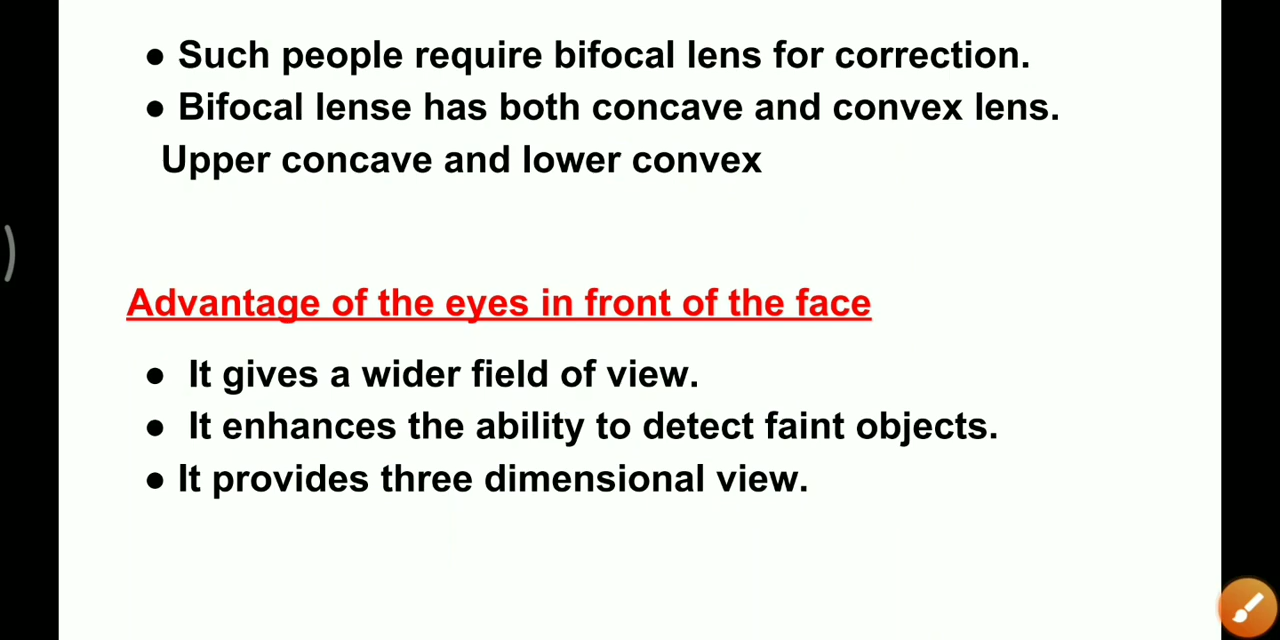 ● Such people require bifocal lens for correction.
● Bifocal lense has both concave and convex lens.
Upper concave and lower convex
Advantage of the eyes in front of the face
● It gives a wider field of view.
● It enhances the ability to detect faint objects.
● It provides three dimensional view.